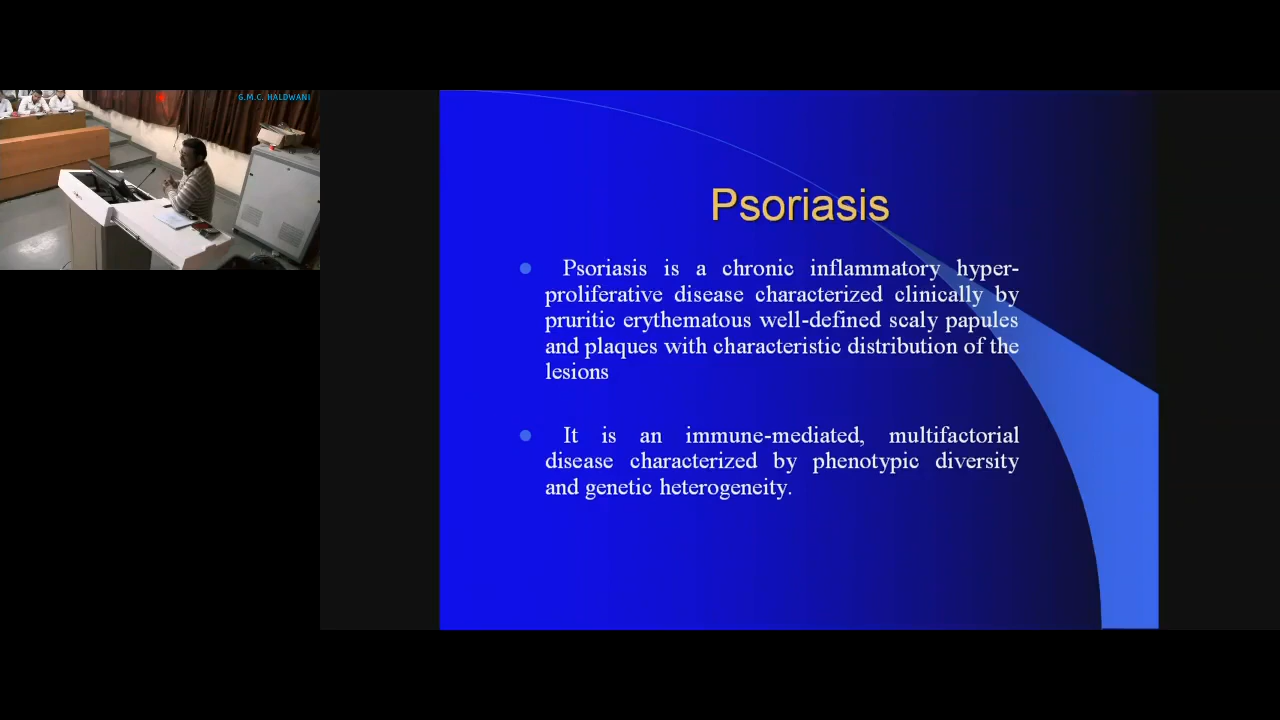 G.M.C. HALDWANI
Psoriasis
Psoriasis is a chronic inflammatory hyper-
proliferative disease characterized clinically by
pruritic erythematous well-defined scaly papules
and plaques with characteristic distribution of the
lesions
It is an immune-mediated, multifactorial
disease characterized by phenotypic diversity
and genetic heterogeneity.